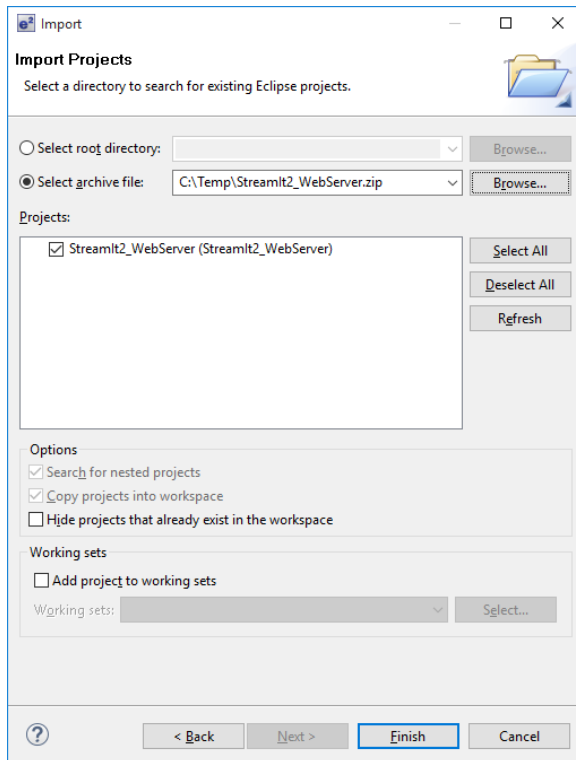 e² Import
Import Projects
Select a directory to search for existing Eclipse projects.
Select root directory:
Browse...
Select archive file:
C:\Temp\StreamIt2_WebServer.zip
Browse...
Projects:
StreamIt2_WebServer (StreamIt2_WebServer)
Select All
Deselect All
Refresh
Options
Search for nested projects
Copy projects into workspace
Hide projects that already exist in the workspace
Working sets
Add project to working sets
Working sets:
Select...
?
< Back
Next >
Finish
Cancel